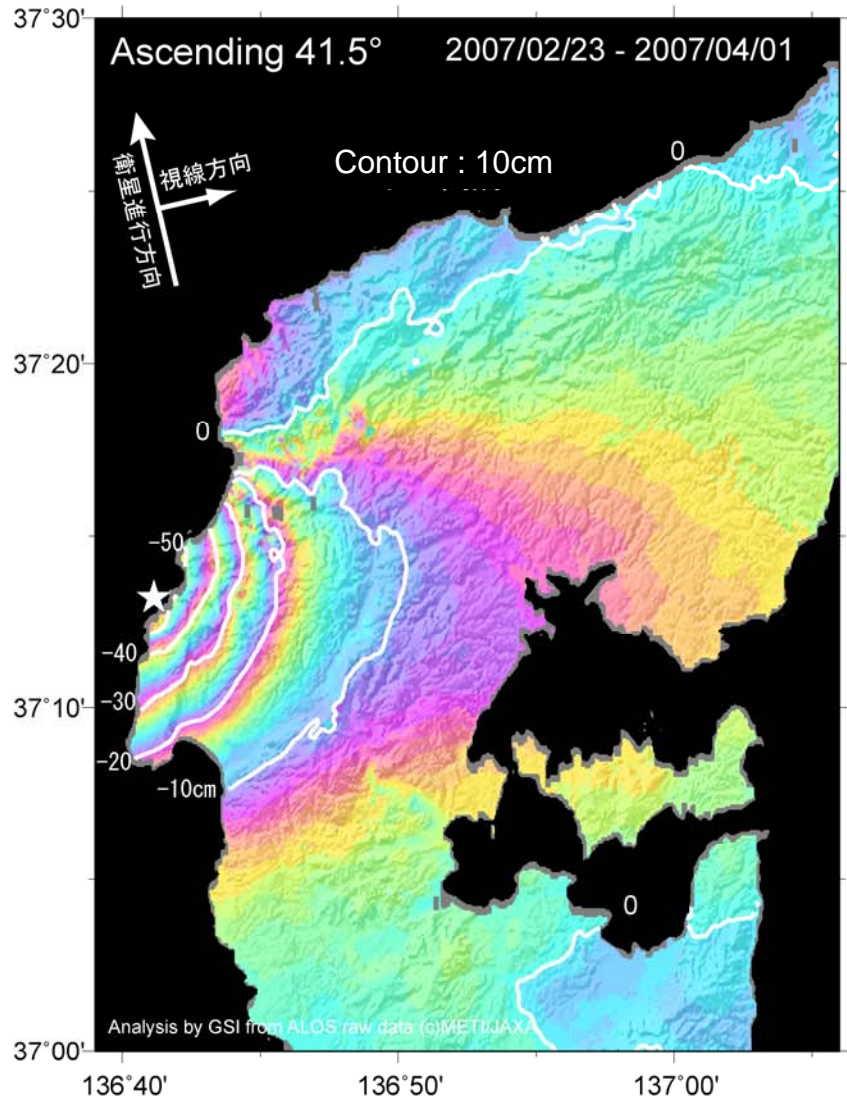 37°30'
Ascending 41.5° 2007/02/23 - 2007/04/01
衛星進行方向
視線方向
Contour : 10cm
0
37°20'
0
-50
-40
-30
37°10'
-20
-10cm
0
Analysis by GSI from ALOS raw data (c)METI/JAXA
37°00'
136°40' 136°50' 137°00'